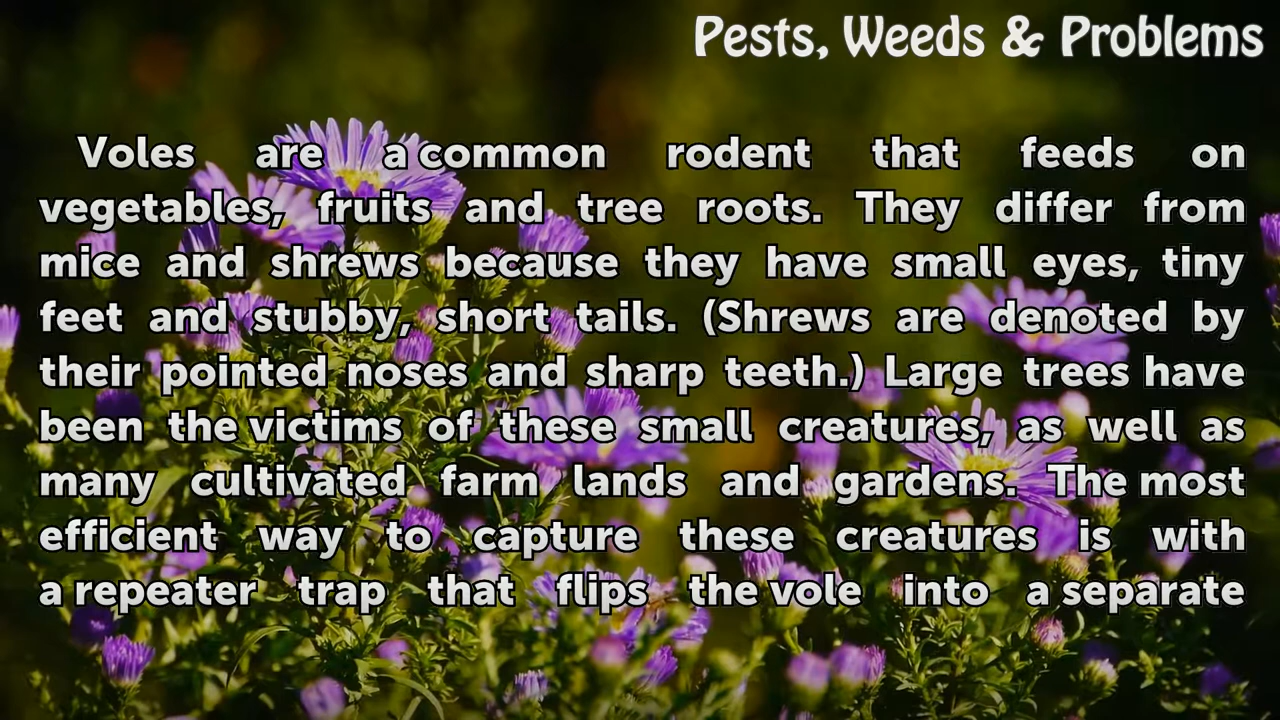 Pests, Weeds & Problems
Voles are a common rodent that feeds on
vegetables, fruits and tree roots. They differ from
mice and shrews because they have small eyes, tiny
feet and stubby, short tails. (Shrews are denoted by
their pointed noses and sharp teeth.) Large trees have
been the victims of these small creatures, as well as
many cultivated farm lands and gardens. The most
efficient way to capture these creatures is with
a repeater trap that flips the vole into a separate